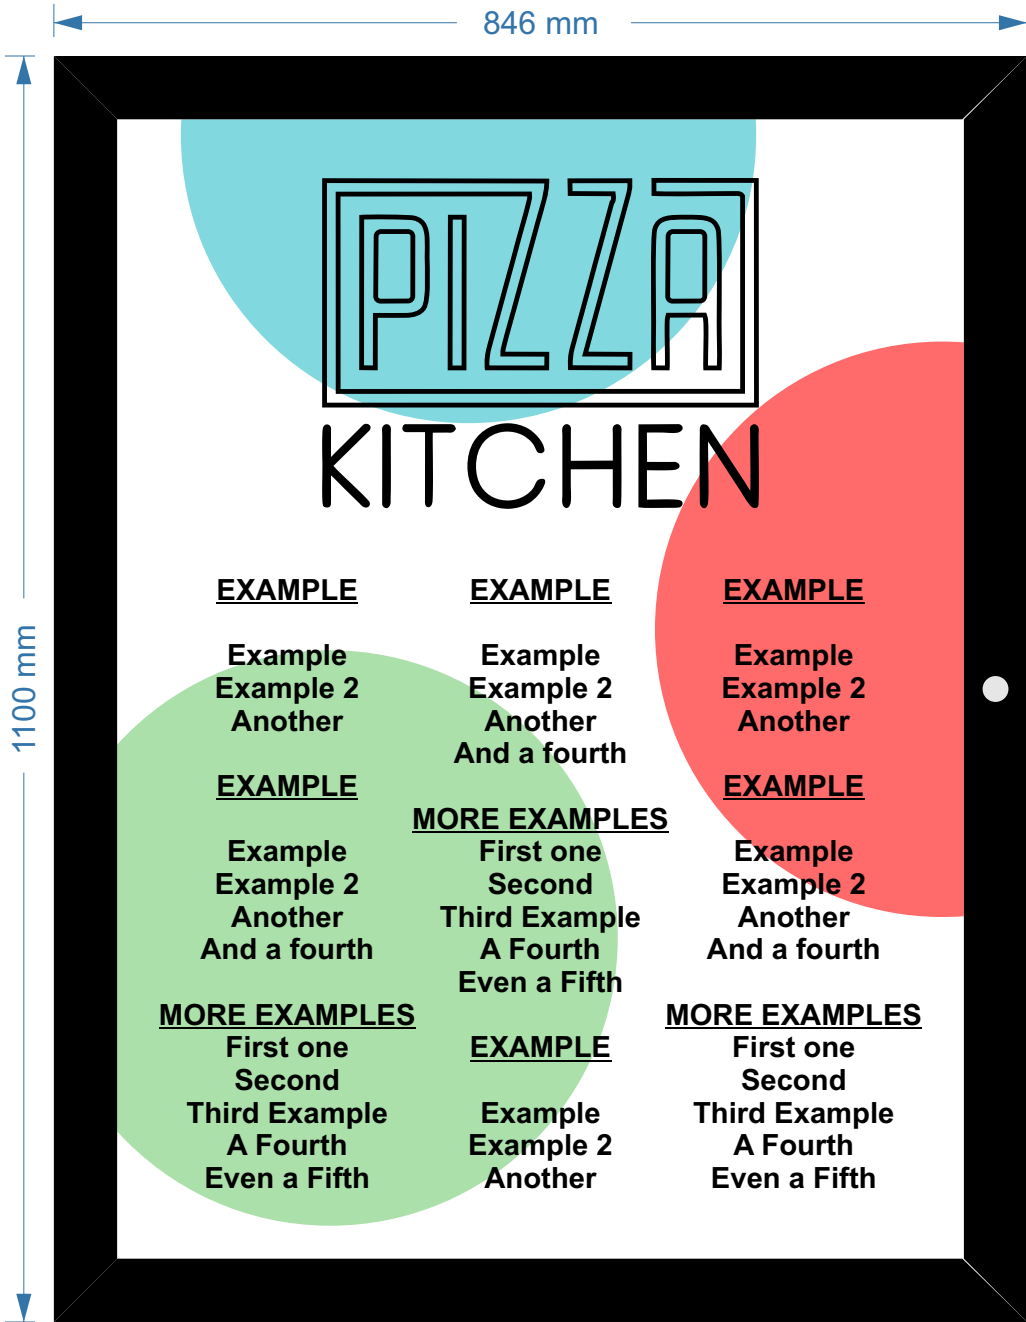 846 mm
1100 mm
PIZZA
KITCHEN
EXAMPLE
Example
Example 2
Another
EXAMPLE
Example
Example 2
Another
And a fourth
MORE EXAMPLES
First one
Second
Third Example
A Fourth
Even a Fifth
EXAMPLE
Example
Example 2
Another
And a fourth
MORE EXAMPLES
First one
Second
Third Example
A Fourth
Even a Fifth
EXAMPLE
Example
Example 2
Another
EXAMPLE
Example
Example 2
Another
EXAMPLE
Example
Example 2
Another
And a fourth
MORE EXAMPLES
First one
Second
Third Example
A Fourth
Even a Fifth